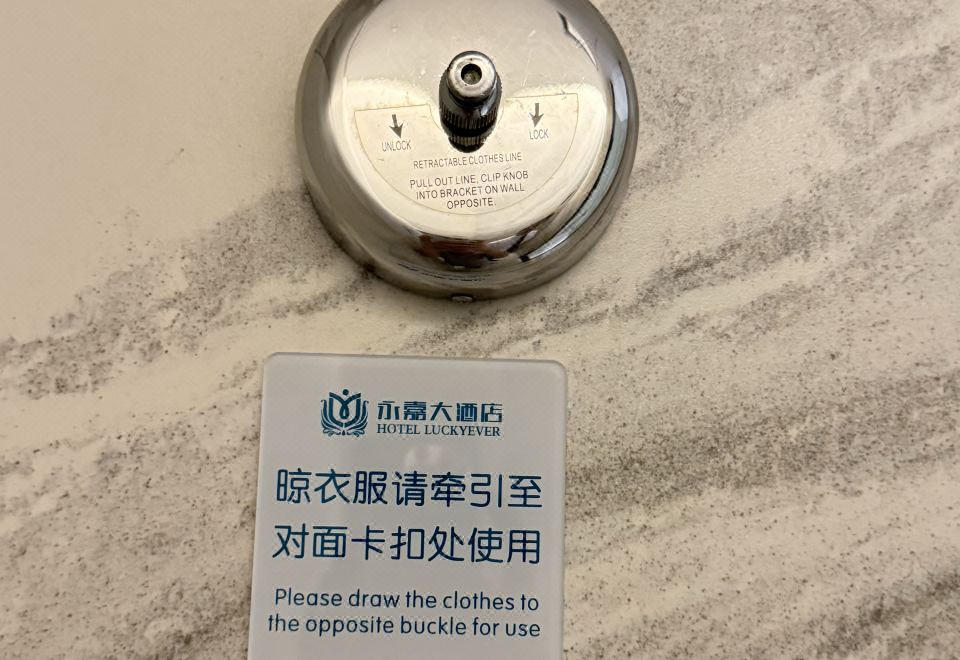 UNLOCK
LOCK
RETRACTABLE CLOTHES LINE
PULL OUT LINE, CLIP KNOB
INTO BRACKET ON WALL
OPPOSITE.
永嘉大酒店
HOTEL LUCKYEVER
晾衣服请牵引至
对面卡扣处使用
Please draw the clothes to
the opposite buckle for use